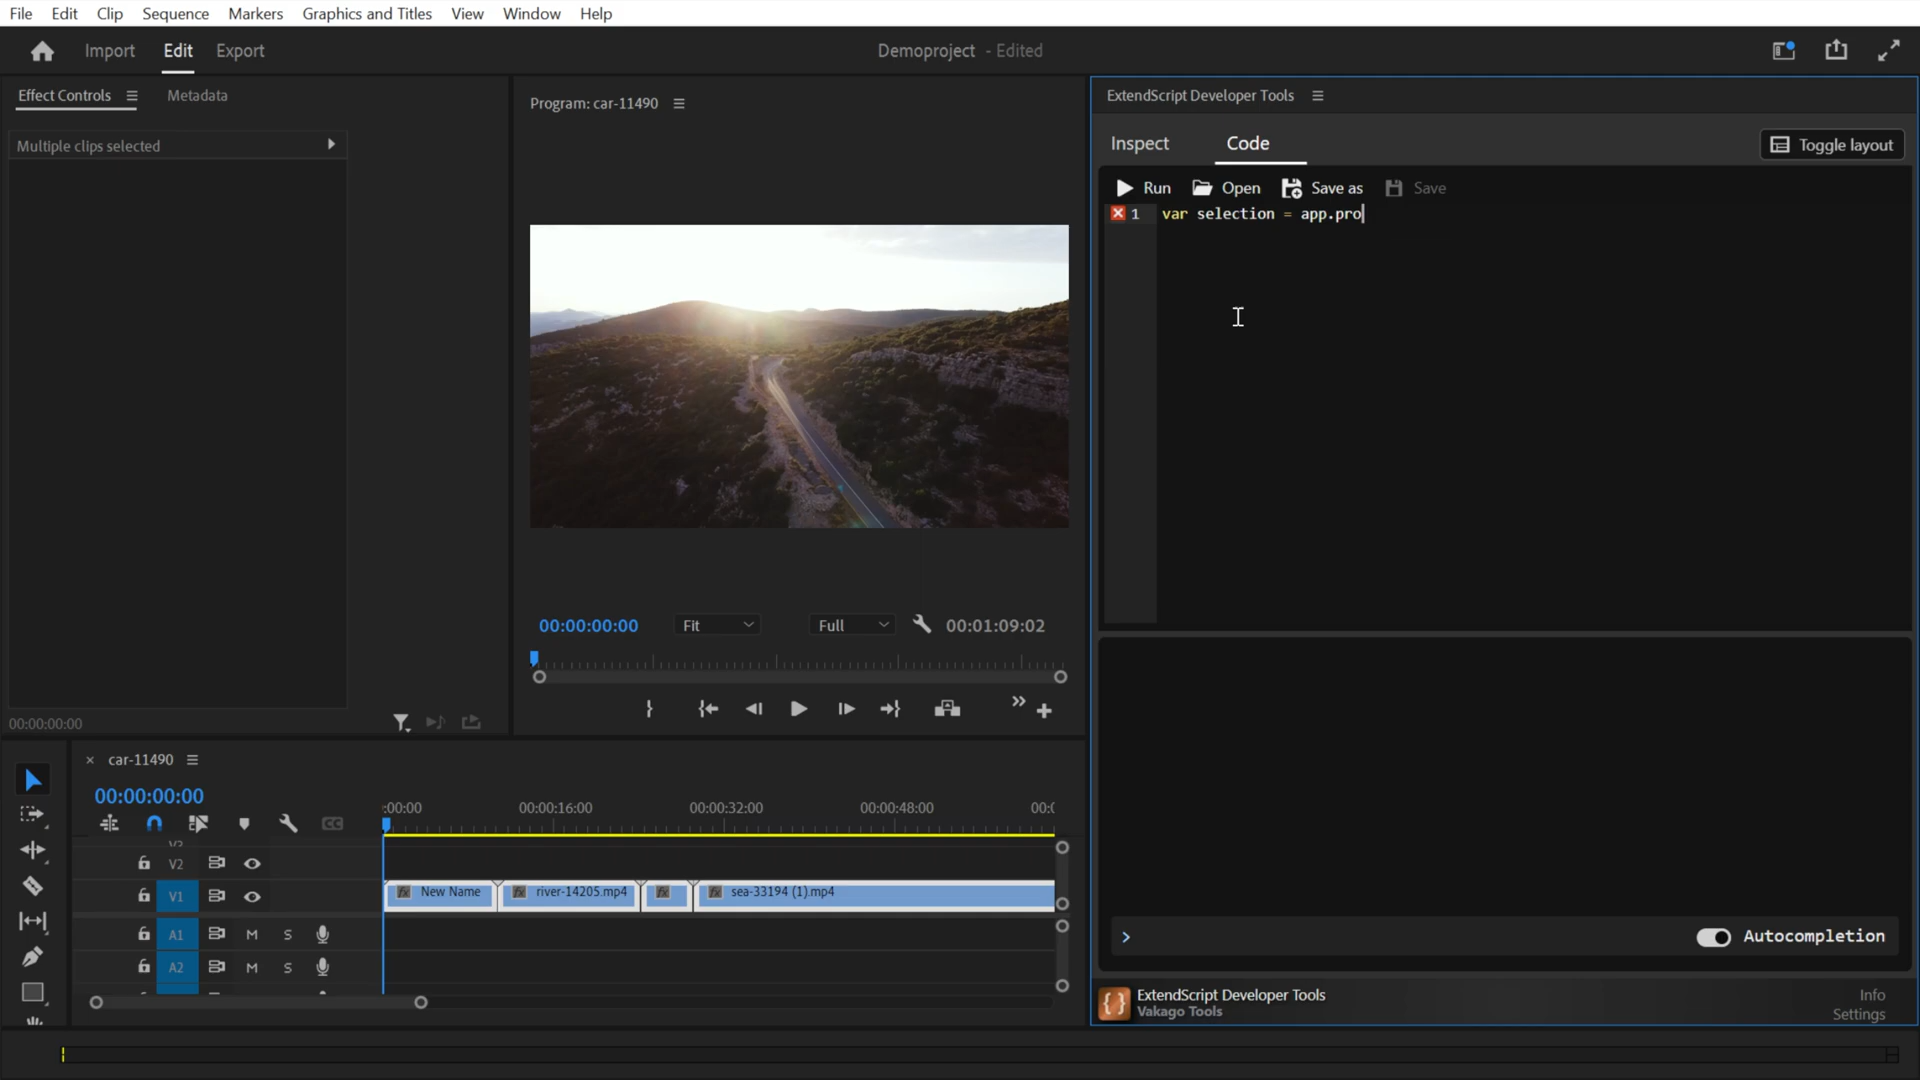 File Edit Clip Sequence Markers Graphics and Titles View Window Help
Import Edit Export
Demoproject - Edited
Effect Controls
Metadata
Multiple clips selected
00:00:00:00
Program: car-11490
00:00:00:00
Fit
Full
00:01:09:02
ExtendScript Developer Tools
Inspect
Code
Toggle layout
Run
Open
Save as
Save
1 var selection = app.pro
> Autocompletion
ExtendScript Developer Tools
Vakago Tools
Info
Settings
× car-11490
00:00:00:00
:00:00 00:00:16:00 00:00:32:00 00:00:48:00 00:0
V2
V1
New Name
fx river-14205.mp4
fx
fx sea-33194 (1).mp4
A1 M S
A2 M S